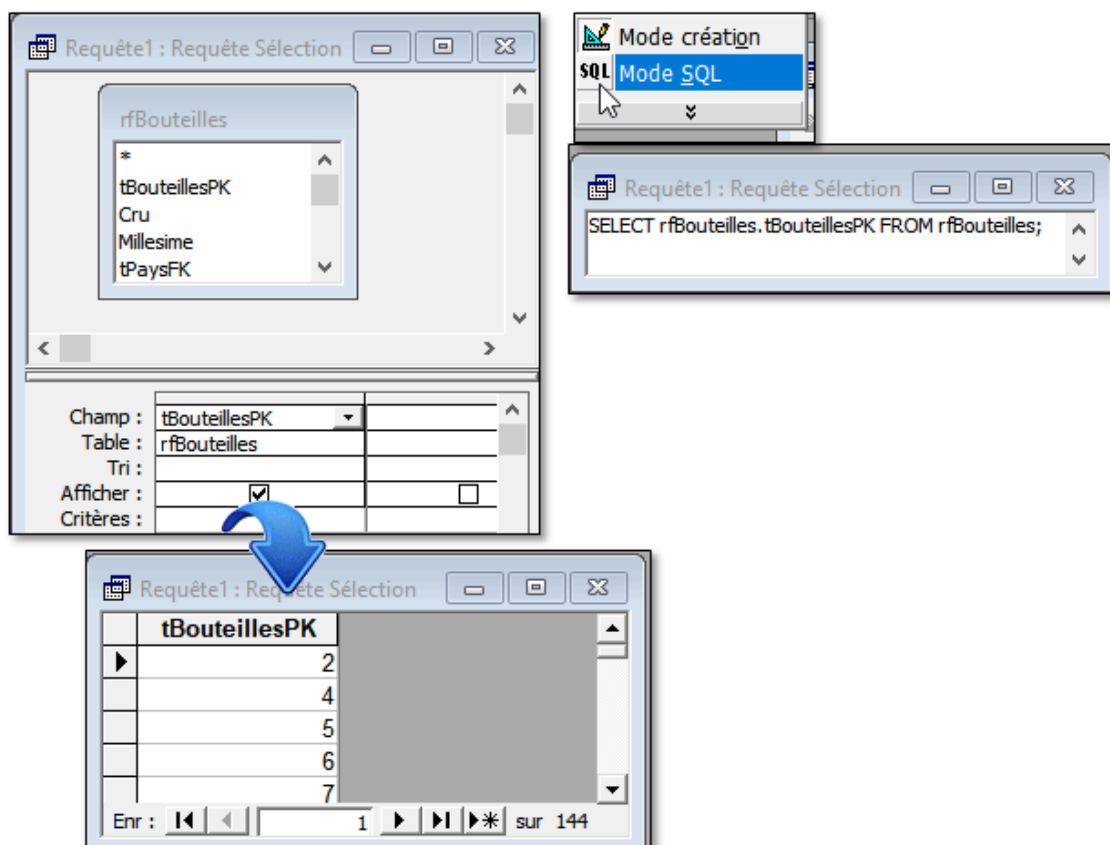 Requête1 : Requête Sélection
rfBouteilles
*
tBouteillesPK
Cru
Millesime
tPaysFK
Champ : tBouteillesPK
Table : rfBouteilles
Tri :
Afficher :
Critères :
Mode création
SQL Mode SQL
Requête1 : Requête Sélection
SELECT rfBouteilles.tBouteillesPK FROM rfBouteilles;
Requête1 : Requête Sélection
tBouteillesPK
2
4
5
6
7
Enr : 1 sur 144